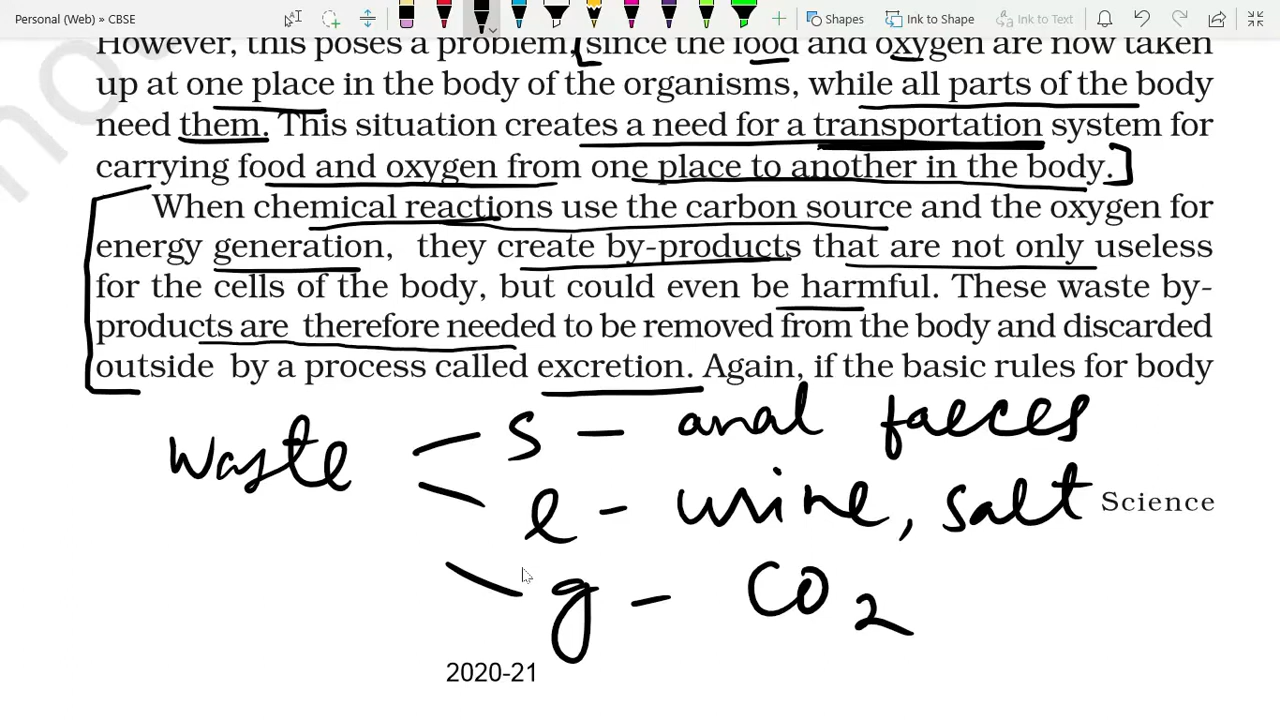 Personal (Web) » CBSE
Shapes Ink to Shape Ink to Text
However, this poses a problem, [since the food and oxygen are now taken
up at one place in the body of the organisms, while all parts of the body
need them. This situation creates a need for a transportation system for
carrying food and oxygen from one place to another in the body.]
When chemical reactions use the carbon source and the oxygen for
energy generation, they create by-products that are not only useless
for the cells of the body, but could even be harmful. These waste by-
products are therefore needed to be removed from the body and discarded
outside by a process called excretion. Again, if the basic rules for body
waste – s – anal faeces
– l – urine, salt
Science
– g – CO2
2020-21